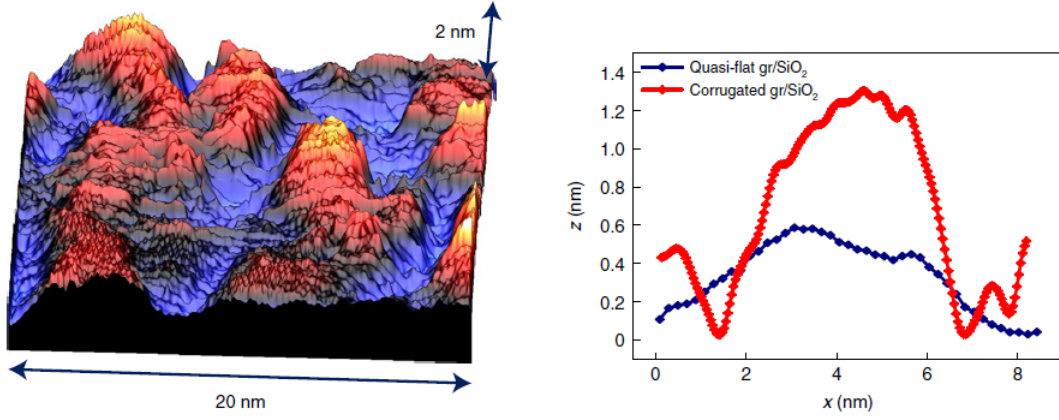 2 nm
20 nm
Quasi-flat gr/SiO₂
Corrugated gr/SiO₂
1.4
1.2
1.0
0.8
0.6
0.4
0.2
0
z (nm)
0 2 4 6 8
x (nm)